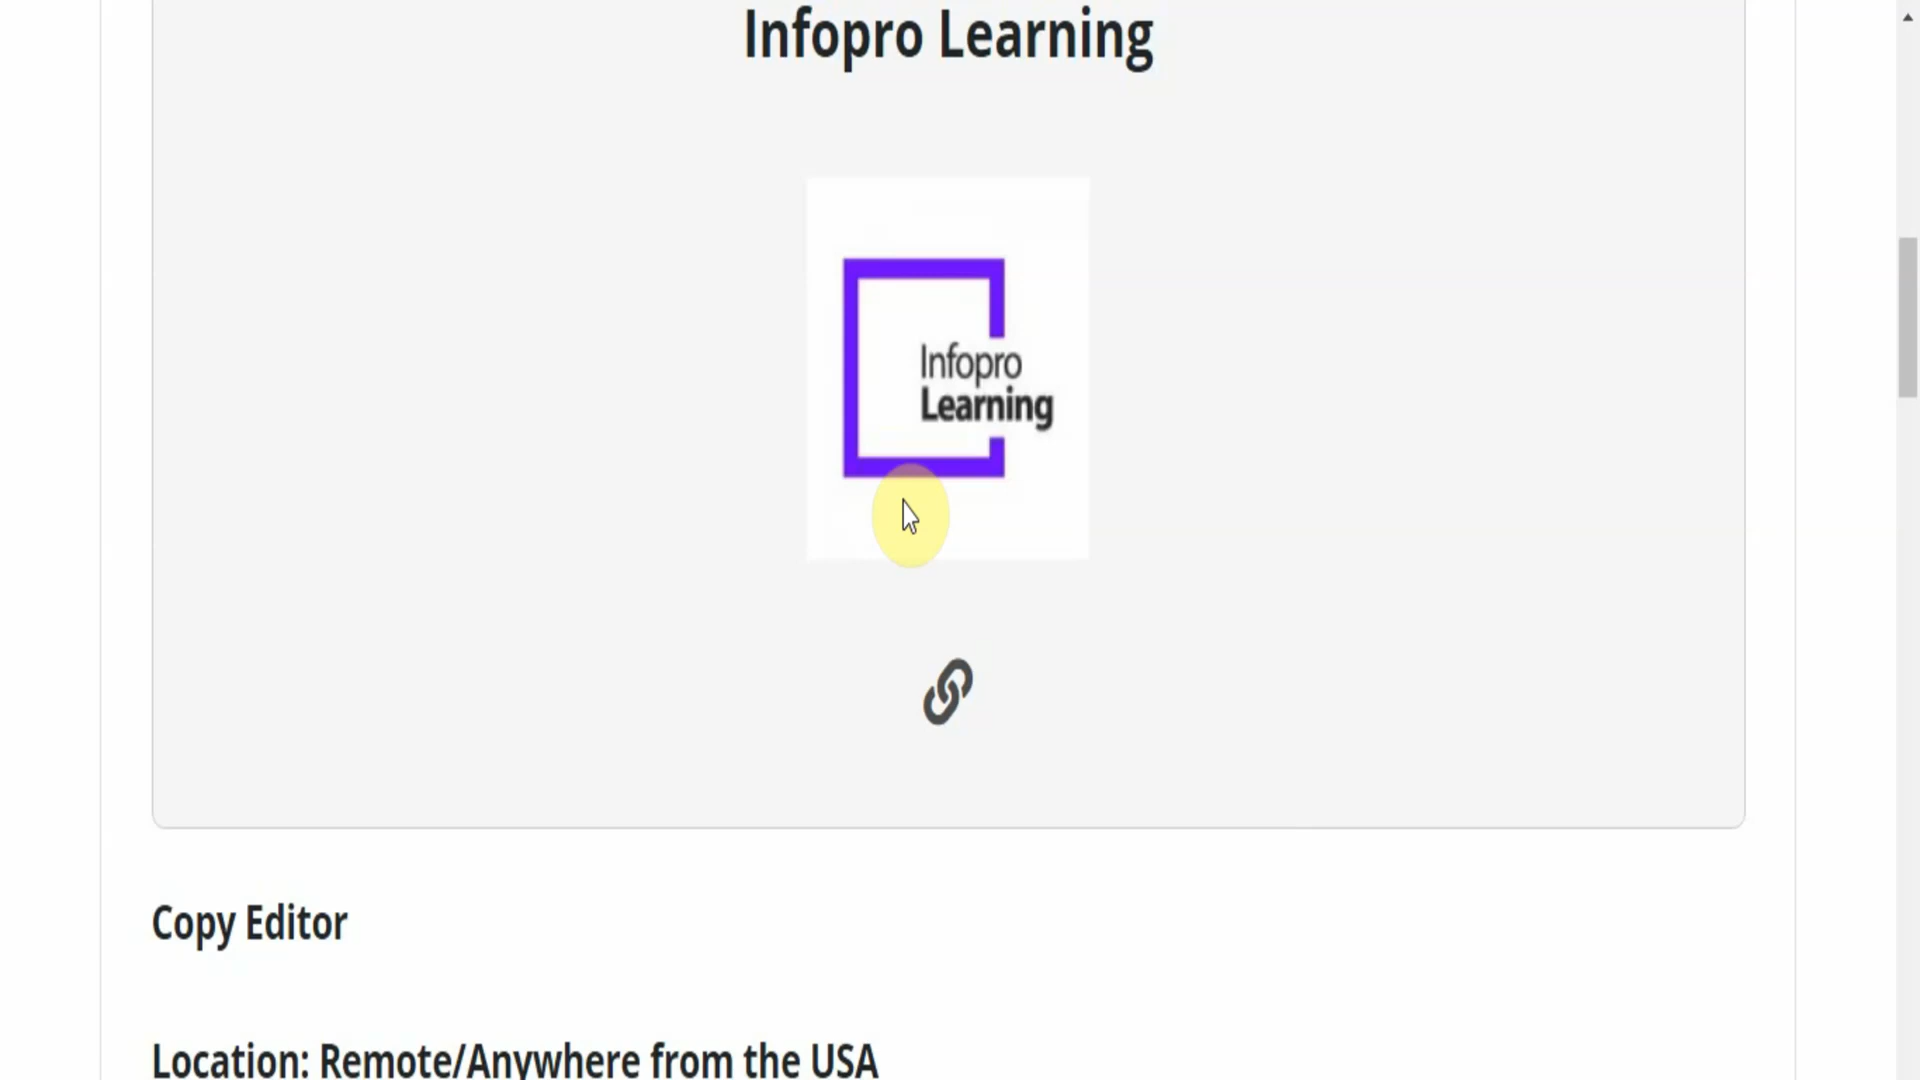 Infopro Learning
Infopro
Learning
Copy Editor
Location: Remote/Anywhere from the USA